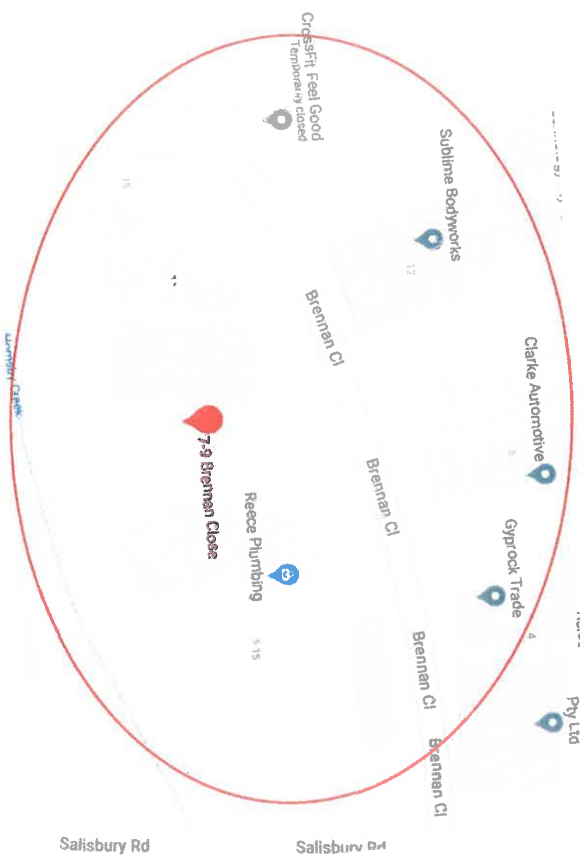 CrossFit Feel Good
Temporarily closed
Sublime Bodyworks
15
12
Brennan Cl
Clarke Automotive
7-9 Brennan Close
Brennan Cl
Reece Plumbing
Gyprock Trade
4
Brennan Cl
Pty Ltd
Brennan Cl
Salisbury Rd
Salisbury Rd